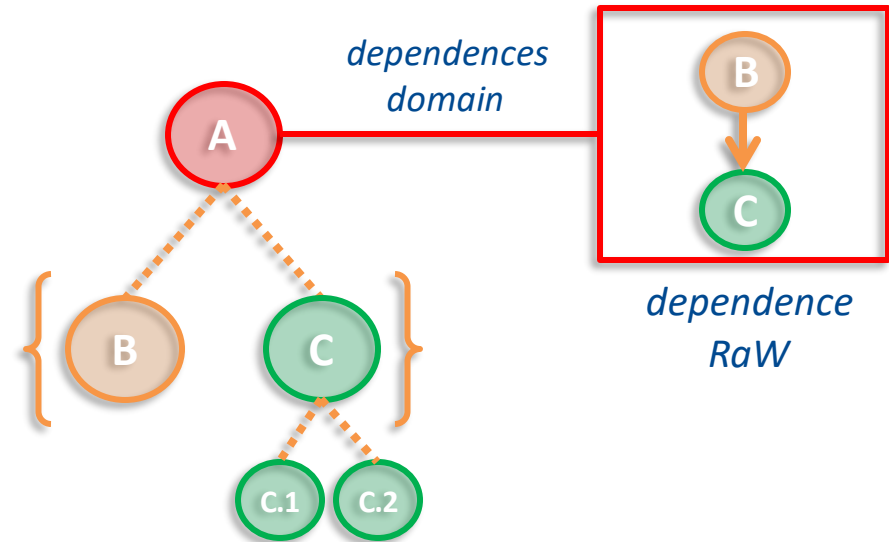 dependences
domain
A
B
C
B
C
C.1
C.2
dependence
RaW